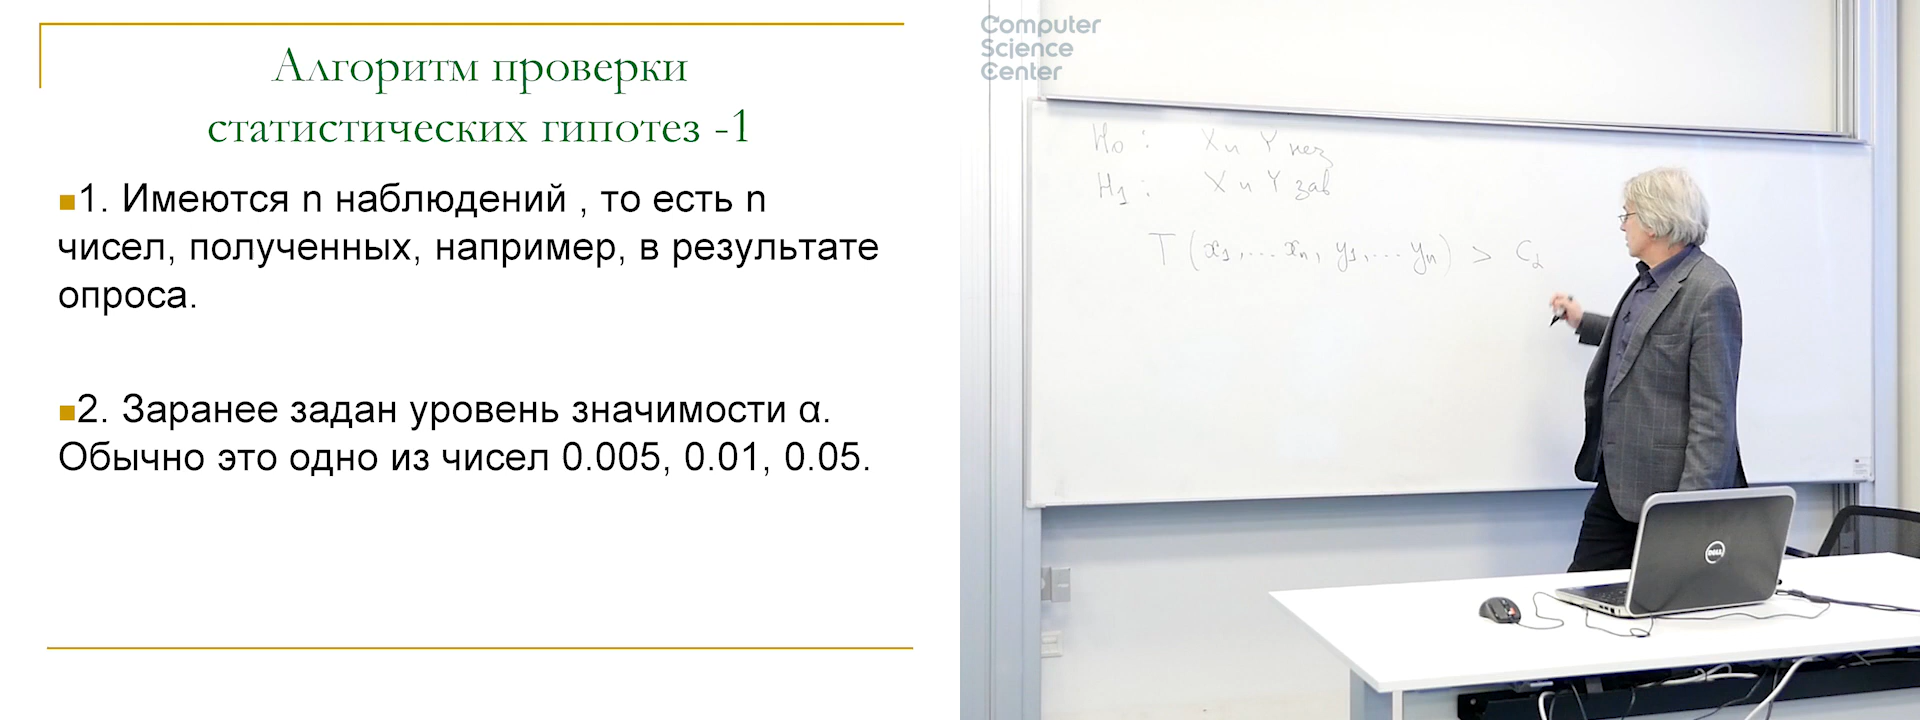 Алгоритм проверки
статистических гипотез -1
1. Имеются n наблюдений , то есть n
чисел, полученных, например, в результате
опроса.
2. Заранее задан уровень значимости α.
Обычно это одно из чисел 0.005, 0.01, 0.05.
Computer
Science
Center
H₀ : X и Y нез
H₁ : X и Y зав
T (x₁, ... xₙ, y₁, ... yₙ) > C_α
DELL